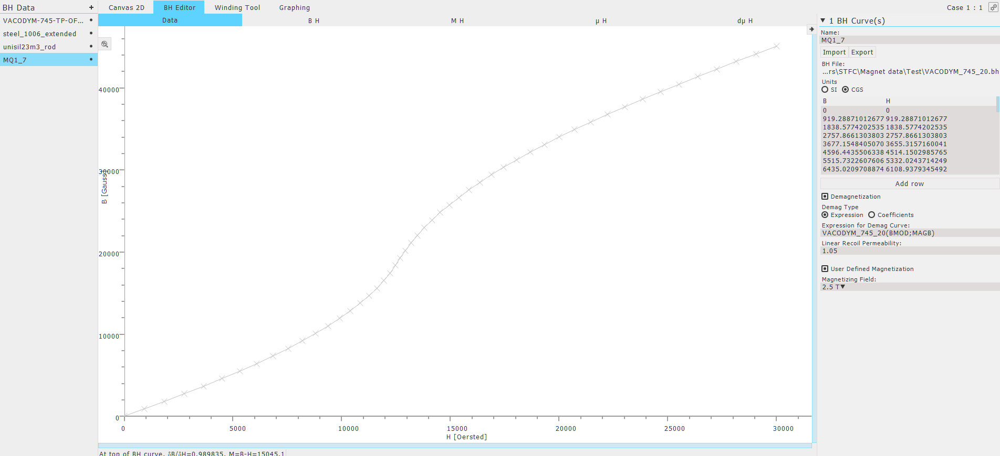 BH Data +
VACODYM-745-TP-OF... •
steel_1006_extended •
unisil23m3_rod •
MQ1_7 •
Canvas 2D BH Editor Winding Tool Graphing
Case 1 : 1
Data B H M H µ H dµ H
40000
30000
20000
10000
0
B [Gauss]
0 5000 10000 15000 20000 25000 30000
H [Oersted]
At top of BH curve, δB/δH=0.989835, M=B-H=15045.1
▼ 1 BH Curve(s)
Name:
MQ1_7
Import Export
BH File:
...rs\STFC\Magnet data\Test\VACODYM_745_20.bh
Units
SI CGS
B H
0 0
919.28871012677 919.28871012677
1838.5774202535 1838.5774202535
2757.8661303803 2757.8661303803
3677.1548405070 3655.3157160041
4596.4435506338 4514.1502985765
5515.7322607606 5332.0243714249
6435.0209708874 6108.9379345492
Add row
Demagnetization
Demag Type
Expression Coefficients
Expression for Demag Curve:
VACODYM_745_20(BMOD;MAGB)
Linear Recoil Permeability:
1.05
User Defined Magnetization
Magnetizing Field:
2.5 T▼